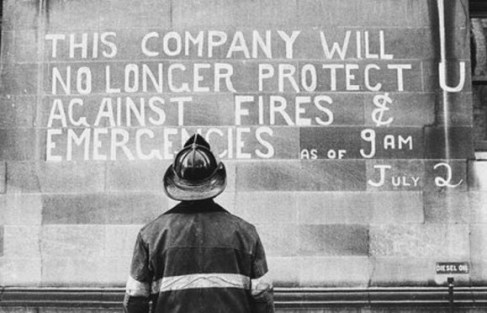 THIS COMPANY WILL
NO LONGER PROTECT U
AGAINST FIRES &
EMERGENCIES AS OF 9 AM
JULY 2
DIESEL OIL